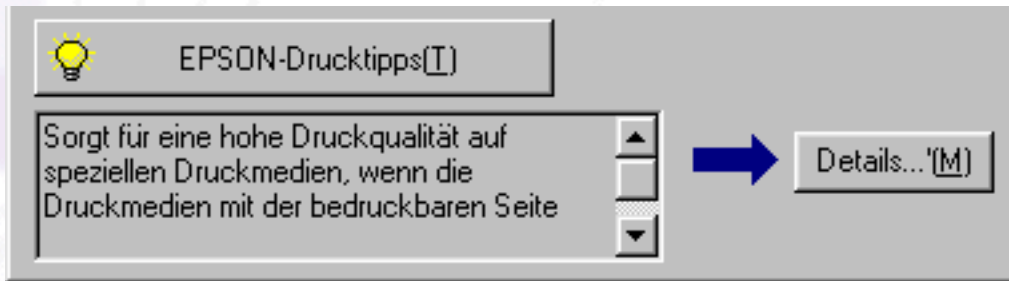 EPSON-Drucktipps(T)
Sorgt für eine hohe Druckqualität auf
speziellen Druckmedien, wenn die
Druckmedien mit der bedruckbaren Seite
Details...'(M)